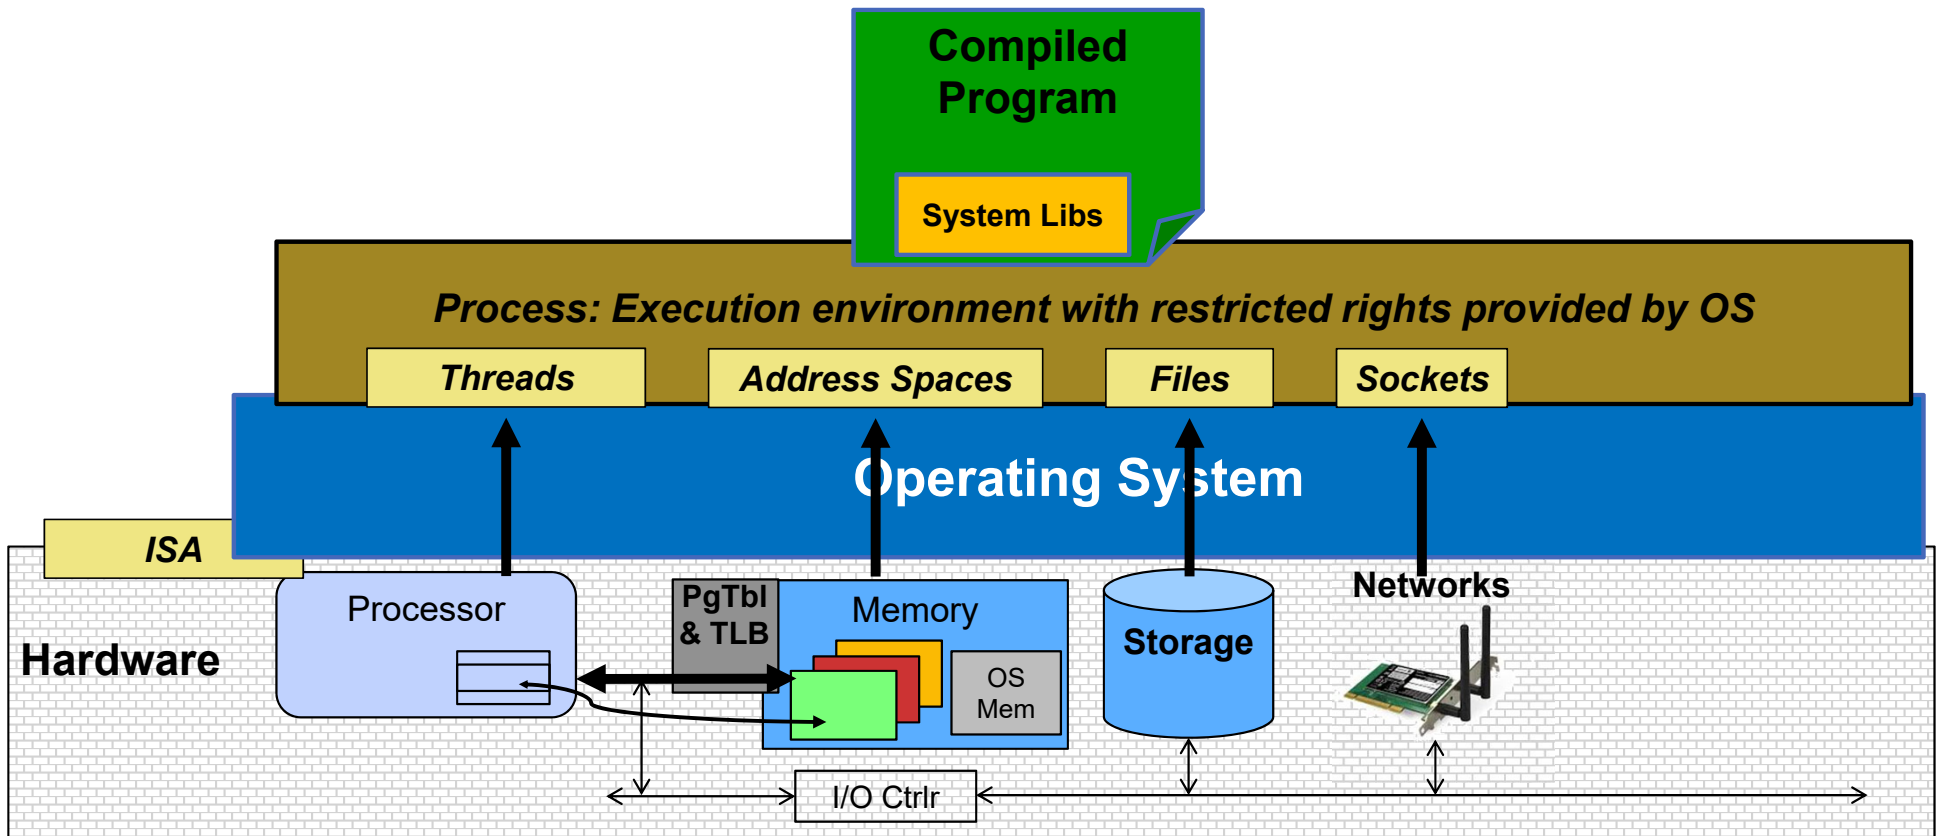 Compiled
Program
System Libs
Process: Execution environment with restricted rights provided by OS
Threads
Address Spaces
Files
Sockets
Operating System
ISA
Hardware
Processor
PgTbl
& TLB
Memory
OS
Mem
Storage
Networks
I/O Ctrlr